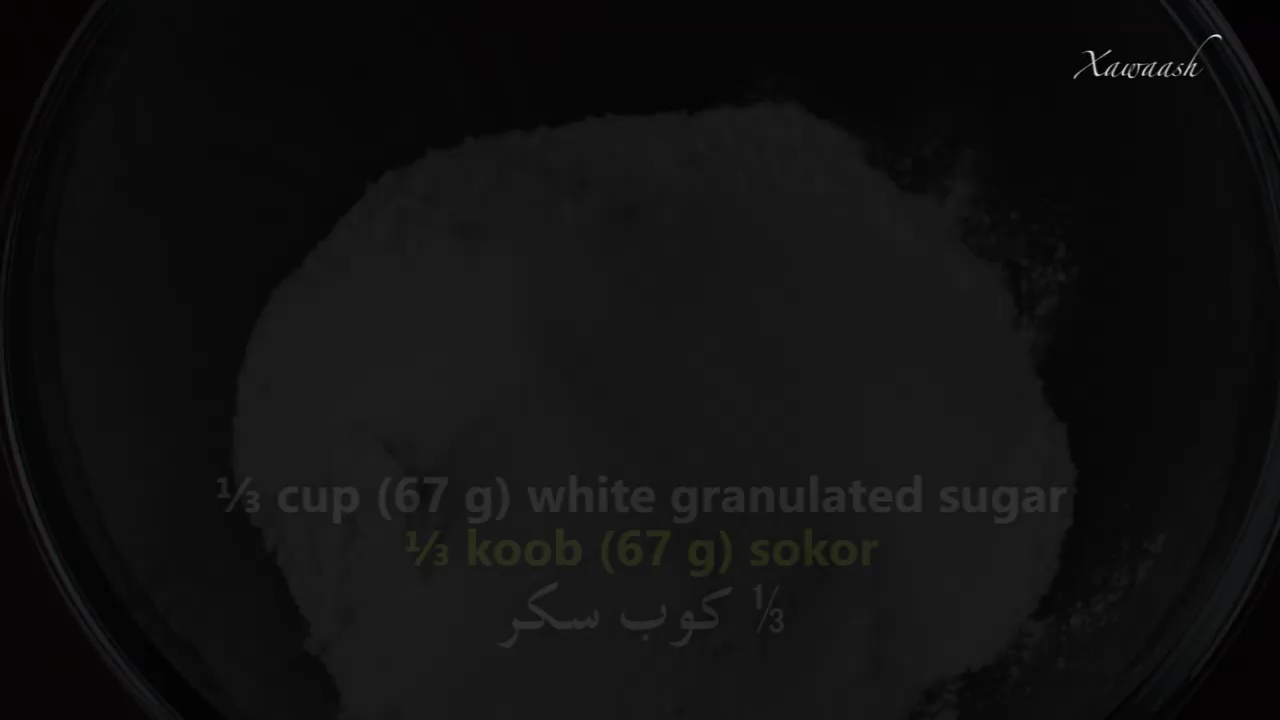 Xawaash
⅓ cup (67 g) white granulated sugar
⅓ koob (67 g) sokor
⅓ كوب سكر